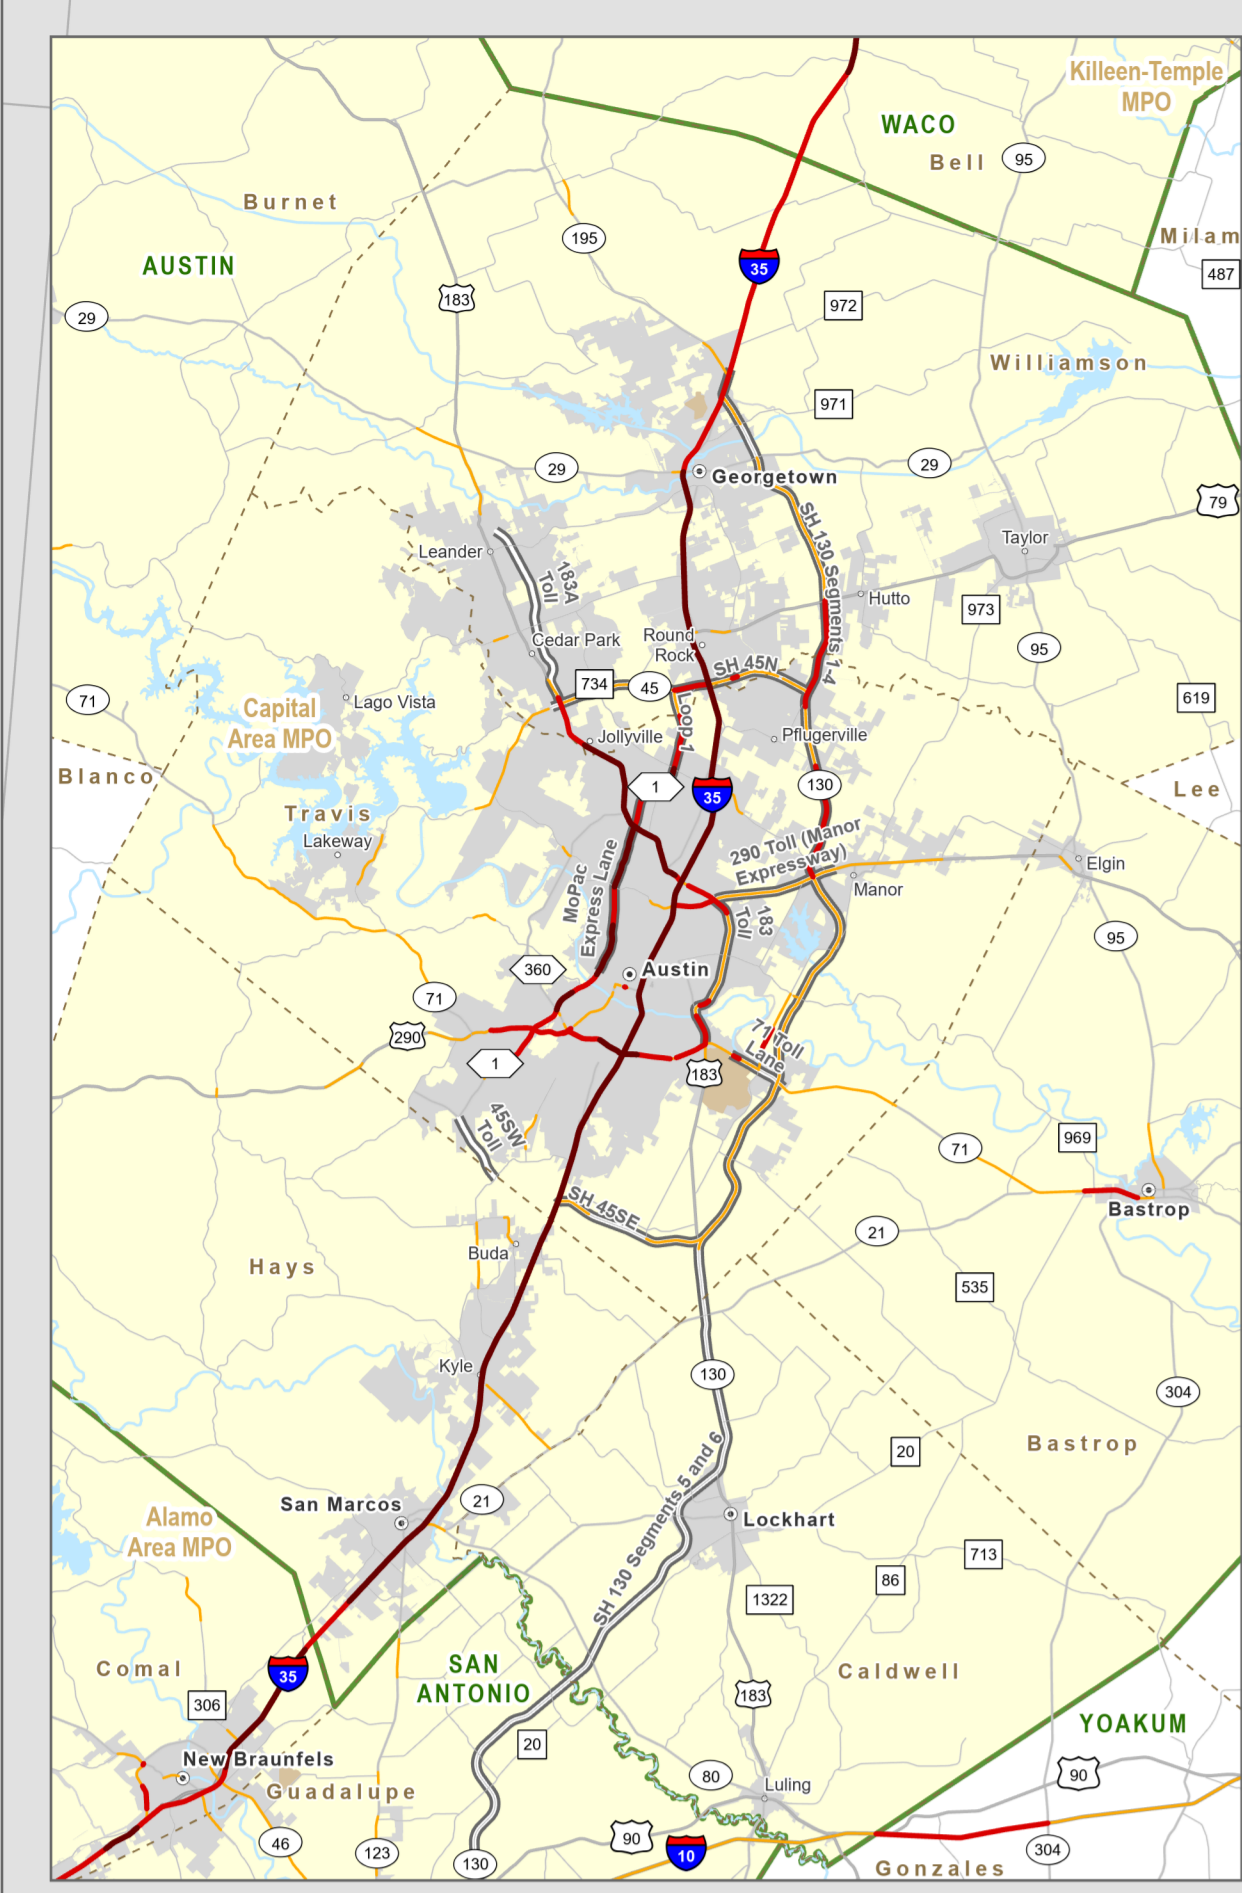 Killeen-Temple
MPO
WACO
Bell
95
Burnet
195
Milam
AUSTIN
35
487
183
972
29
Williamson
971
29
29
Georgetown
79
SH 130 Segments 1-4
Taylor
Leander
183A
Toll
Hutto
973
Cedar Park
Round
Rock
95
SH 45N
734
45
71
Lago Vista
619
Capital
Area MPO
Loop 1
Jollyville
Pflugerville
Blanco
1
35
130
Lee
Travis
Lakeway
290 Toll (Manor
Expressway)
Elgin
MoPac
Express Lane
Manor
183
Toll
95
360
Austin
71
290
71 Toll
Lane
1
183
45SW
Toll
969
71
Bastrop
SH 45SE
21
Buda
Hays
535
Kyle
130
304
Bastrop
20
SH 130 Segments 5 and 6
San Marcos
21
Alamo
Area MPO
Lockhart
713
86
1322
SAN
ANTONIO
Comal
35
Caldwell
306
183
YOAKUM
20
New Braunfels
80
Luling
90
Guadalupe
46
123
130
90
10
304
Gonzales